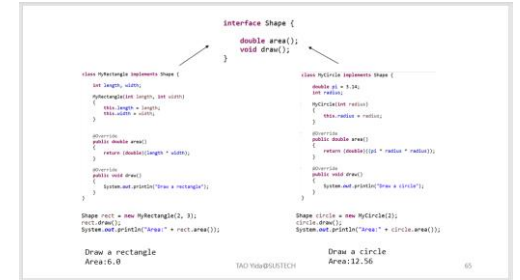 interface Shape {
double area();
void draw();
}
class MyRectangle implements Shape {
int length, width;
MyRectangle(int length, int width)
{
this.length = length;
this.width = width;
}
@Override
public double area()
{
return (double)(length * width);
}
@Override
public void draw()
{
System.out.println("Draw a rectangle");
}
}
Shape rect = new MyRectangle(2, 3);
rect.draw();
System.out.println("Area:" + rect.area());
Draw a rectangle
Area:6.0
class MyCircle implements Shape {
double pi = 3.14;
int radius;
MyCircle(int radius)
{
this.radius = radius;
}
@Override
public double area()
{
return (double)((pi * radius * radius));
}
@Override
public void draw()
{
System.out.println("Draw a circle");
}
}
Shape circle = new MyCircle(2);
circle.draw();
System.out.println("Area:" + circle.area());
Draw a circle
Area:12.56
TAO Yida@SUSTECH
65